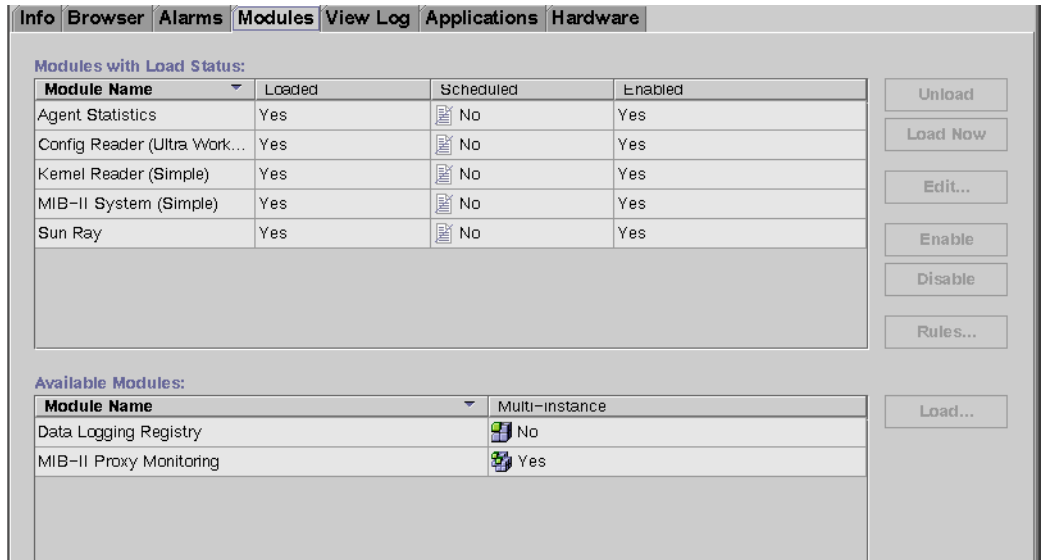 Info Browser Alarms Modules View Log Applications Hardware
Modules with Load Status:
Module Name Loaded Scheduled Enabled
Agent Statistics Yes No Yes
Config Reader (Ultra Work... Yes No Yes
Kernel Reader (Simple) Yes No Yes
MIB-II System (Simple) Yes No Yes
Sun Ray Yes No Yes
Unload
Load Now
Edit...
Enable
Disable
Rules...
Available Modules:
Module Name Multi-Instance
Data Logging Registry No
MIB-II Proxy Monitoring Yes
Load...